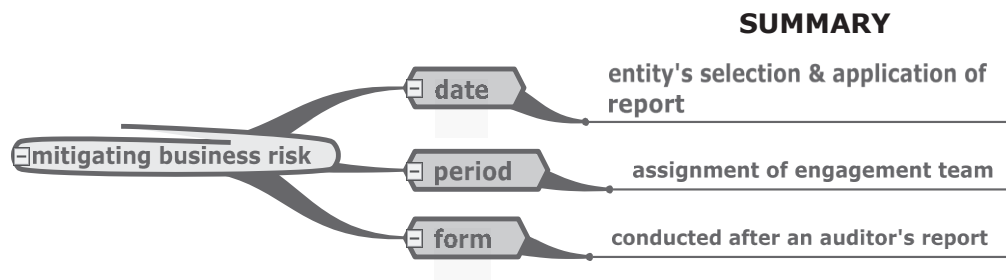 SUMMARY
mitigating business risk
date
entity's selection & application of
report
period
assignment of engagement team
form
conducted after an auditor's report